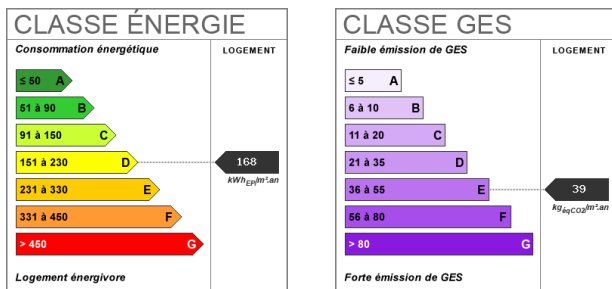 CLASSE ÉNERGIE
Consommation énergétique
LOGEMENT
≤ 50 A
51 à 90 B
91 à 150 C
151 à 230 D
168
kWhEP/m².an
231 à 330 E
331 à 450 F
> 450 G
Logement énergivore
CLASSE GES
Faible émission de GES
LOGEMENT
≤ 5 A
6 à 10 B
11 à 20 C
21 à 35 D
36 à 55 E
39
kgéqCO2/m².an
56 à 80 F
> 80 G
Forte émission de GES